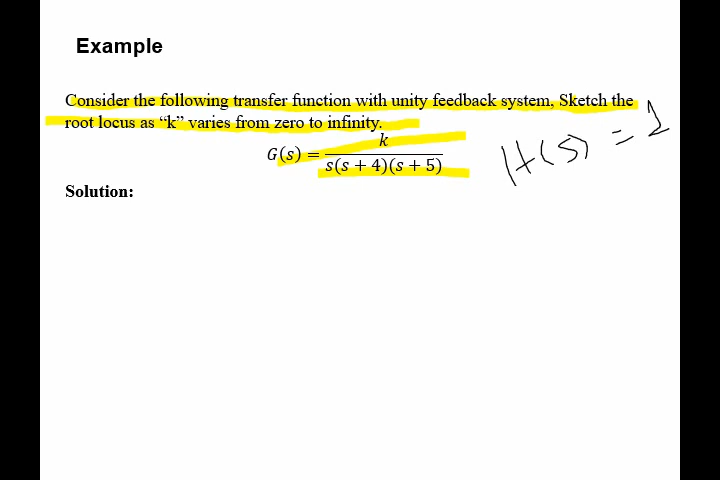 Example
Consider the following transfer function with unity feedback system, Sketch the
root locus as “k” varies from zero to infinity.
G(s) = k / s(s + 4)(s + 5)
H(s) = 1
Solution: